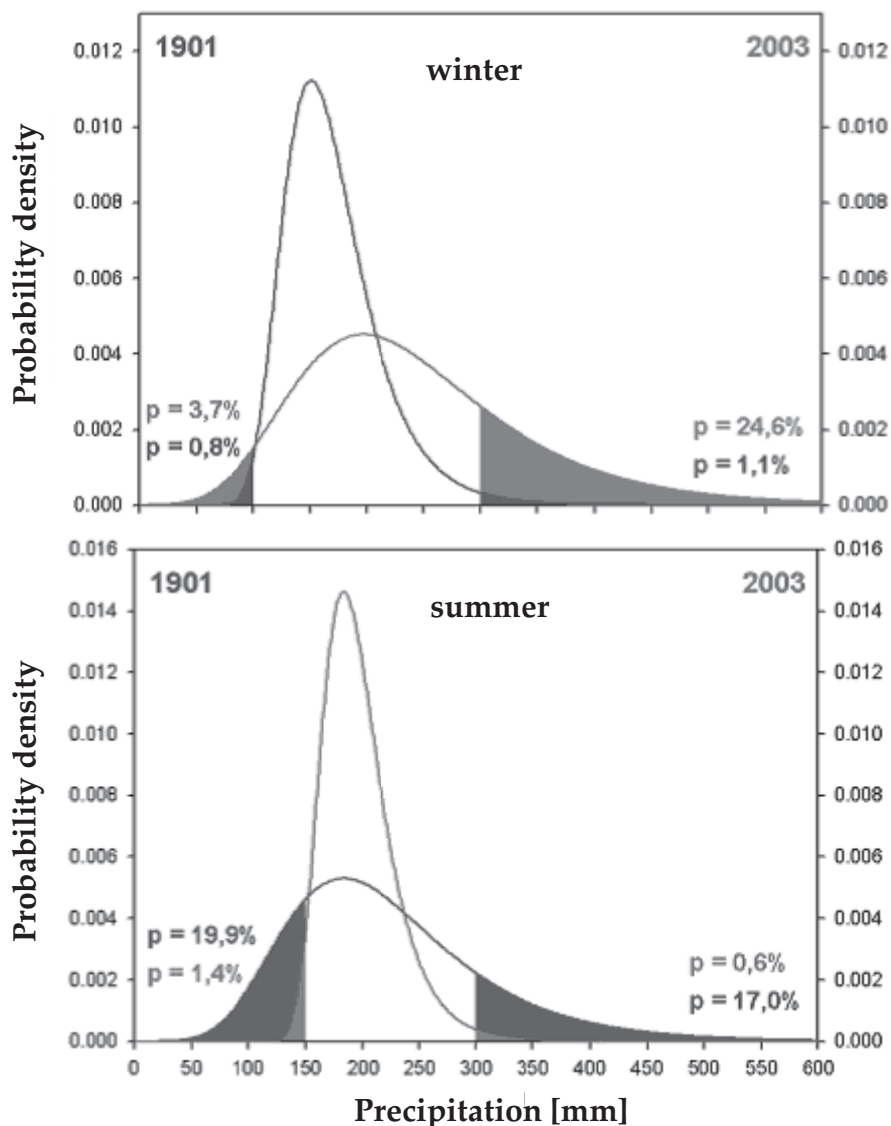 1901
winter
2003
Probability density
0.012
0.010
0.008
0.006
0.004
0.002
0.000
0.012
0.010
0.008
0.006
0.004
0.002
0.000
p = 3,7%
p = 0,8%
p = 24,6%
p = 1,1%
1901
summer
2003
Probability density
0.016
0.014
0.012
0.010
0.008
0.006
0.004
0.002
0.000
0.016
0.014
0.012
0.010
0.008
0.006
0.004
0.002
0.000
p = 19,9%
p = 1,4%
p = 0,6%
p = 17,0%
0 50 100 150 200 250 300 350 400 450 500 550 600
Precipitation [mm]